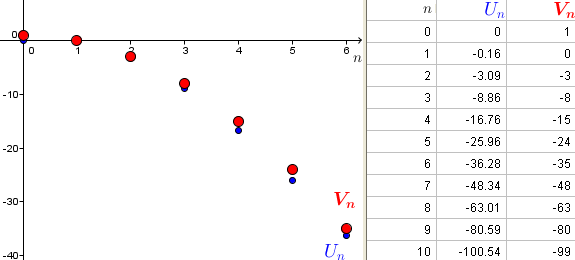 0
0 1 2 3 4 5 6
n
-10
-20
-30
-40
Vn
Un
n Un Vn
0 0 1
1 -0.16 0
2 -3.09 -3
3 -8.86 -8
4 -16.76 -15
5 -25.96 -24
6 -36.28 -35
7 -48.34 -48
8 -63.01 -63
9 -80.59 -80
10 -100.54 -99